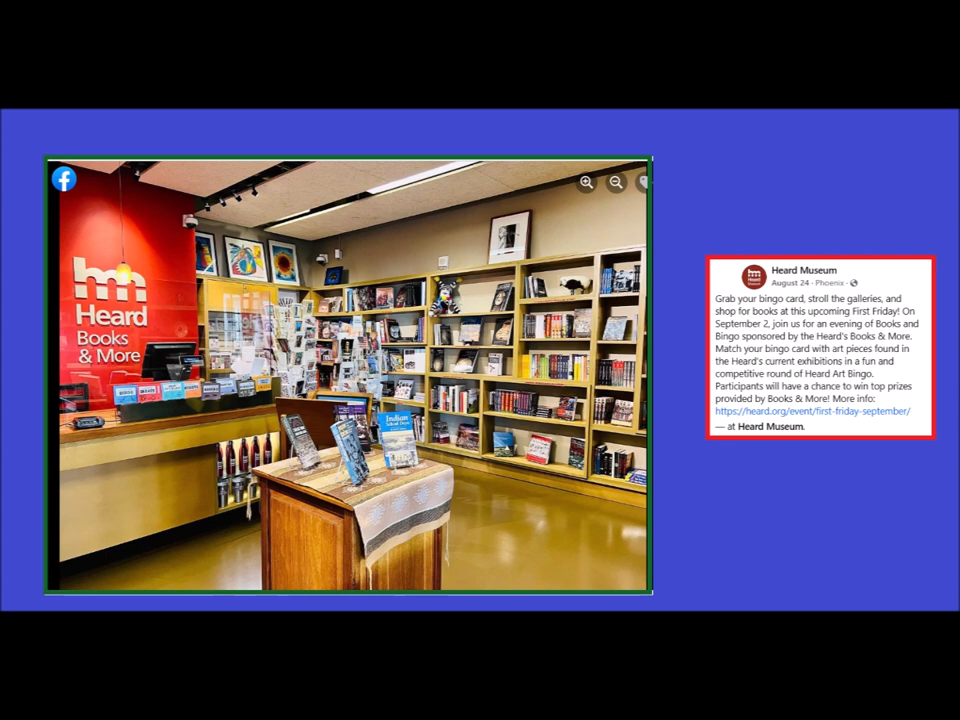 Heard
Books
& More
Indian
School Days
Heard Museum
August 24 · Phoenix ·
Grab your bingo card, stroll the galleries, and
shop for books at this upcoming First Friday! On
September 2, join us for an evening of Books and
Bingo sponsored by the Heard's Books & More.
Match your bingo card with art pieces found in
the Heard's current exhibitions in a fun and
competitive round of Heard Art Bingo.
Participants will have a chance to win top prizes
provided by Books & More! More info:
https://heard.org/event/first-friday-september/
— at Heard Museum.